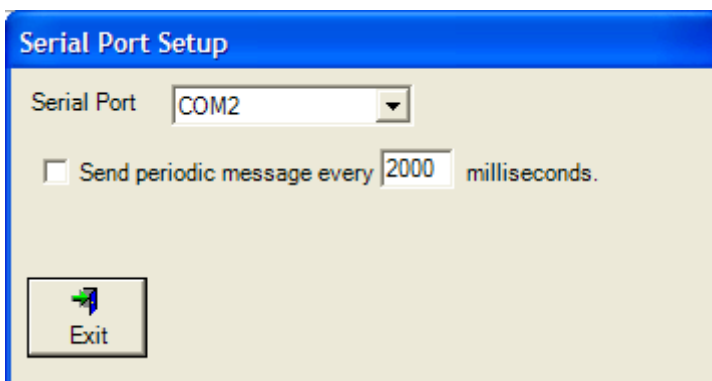 Serial Port Setup
Serial Port COM2
Send periodic message every 2000 milliseconds.
Exit